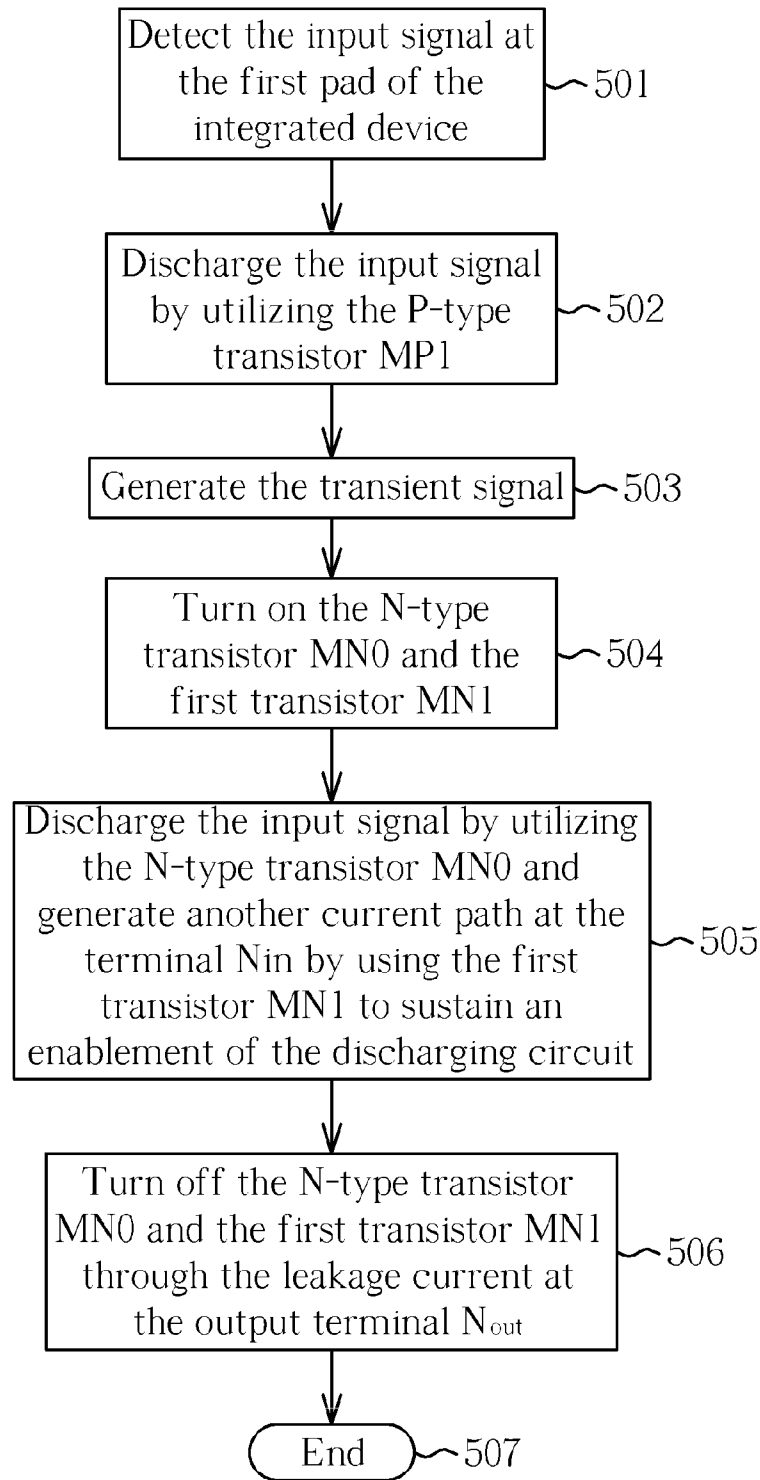 Detect the input signal at
the first pad of the
integrated device
501
Discharge the input signal
by utilizing the P-type
transistor MP1
502
Generate the transient signal
503
Turn on the N-type
transistor MN0 and the
first transistor MN1
504
Discharge the input signal by utilizing
the N-type transistor MN0 and
generate another current path at the
terminal Nin by using the first
transistor MN1 to sustain an
enablement of the discharging circuit
505
Turn off the N-type transistor
MN0 and the first transistor MN1
through the leakage current at
the output terminal Nout
506
End
507